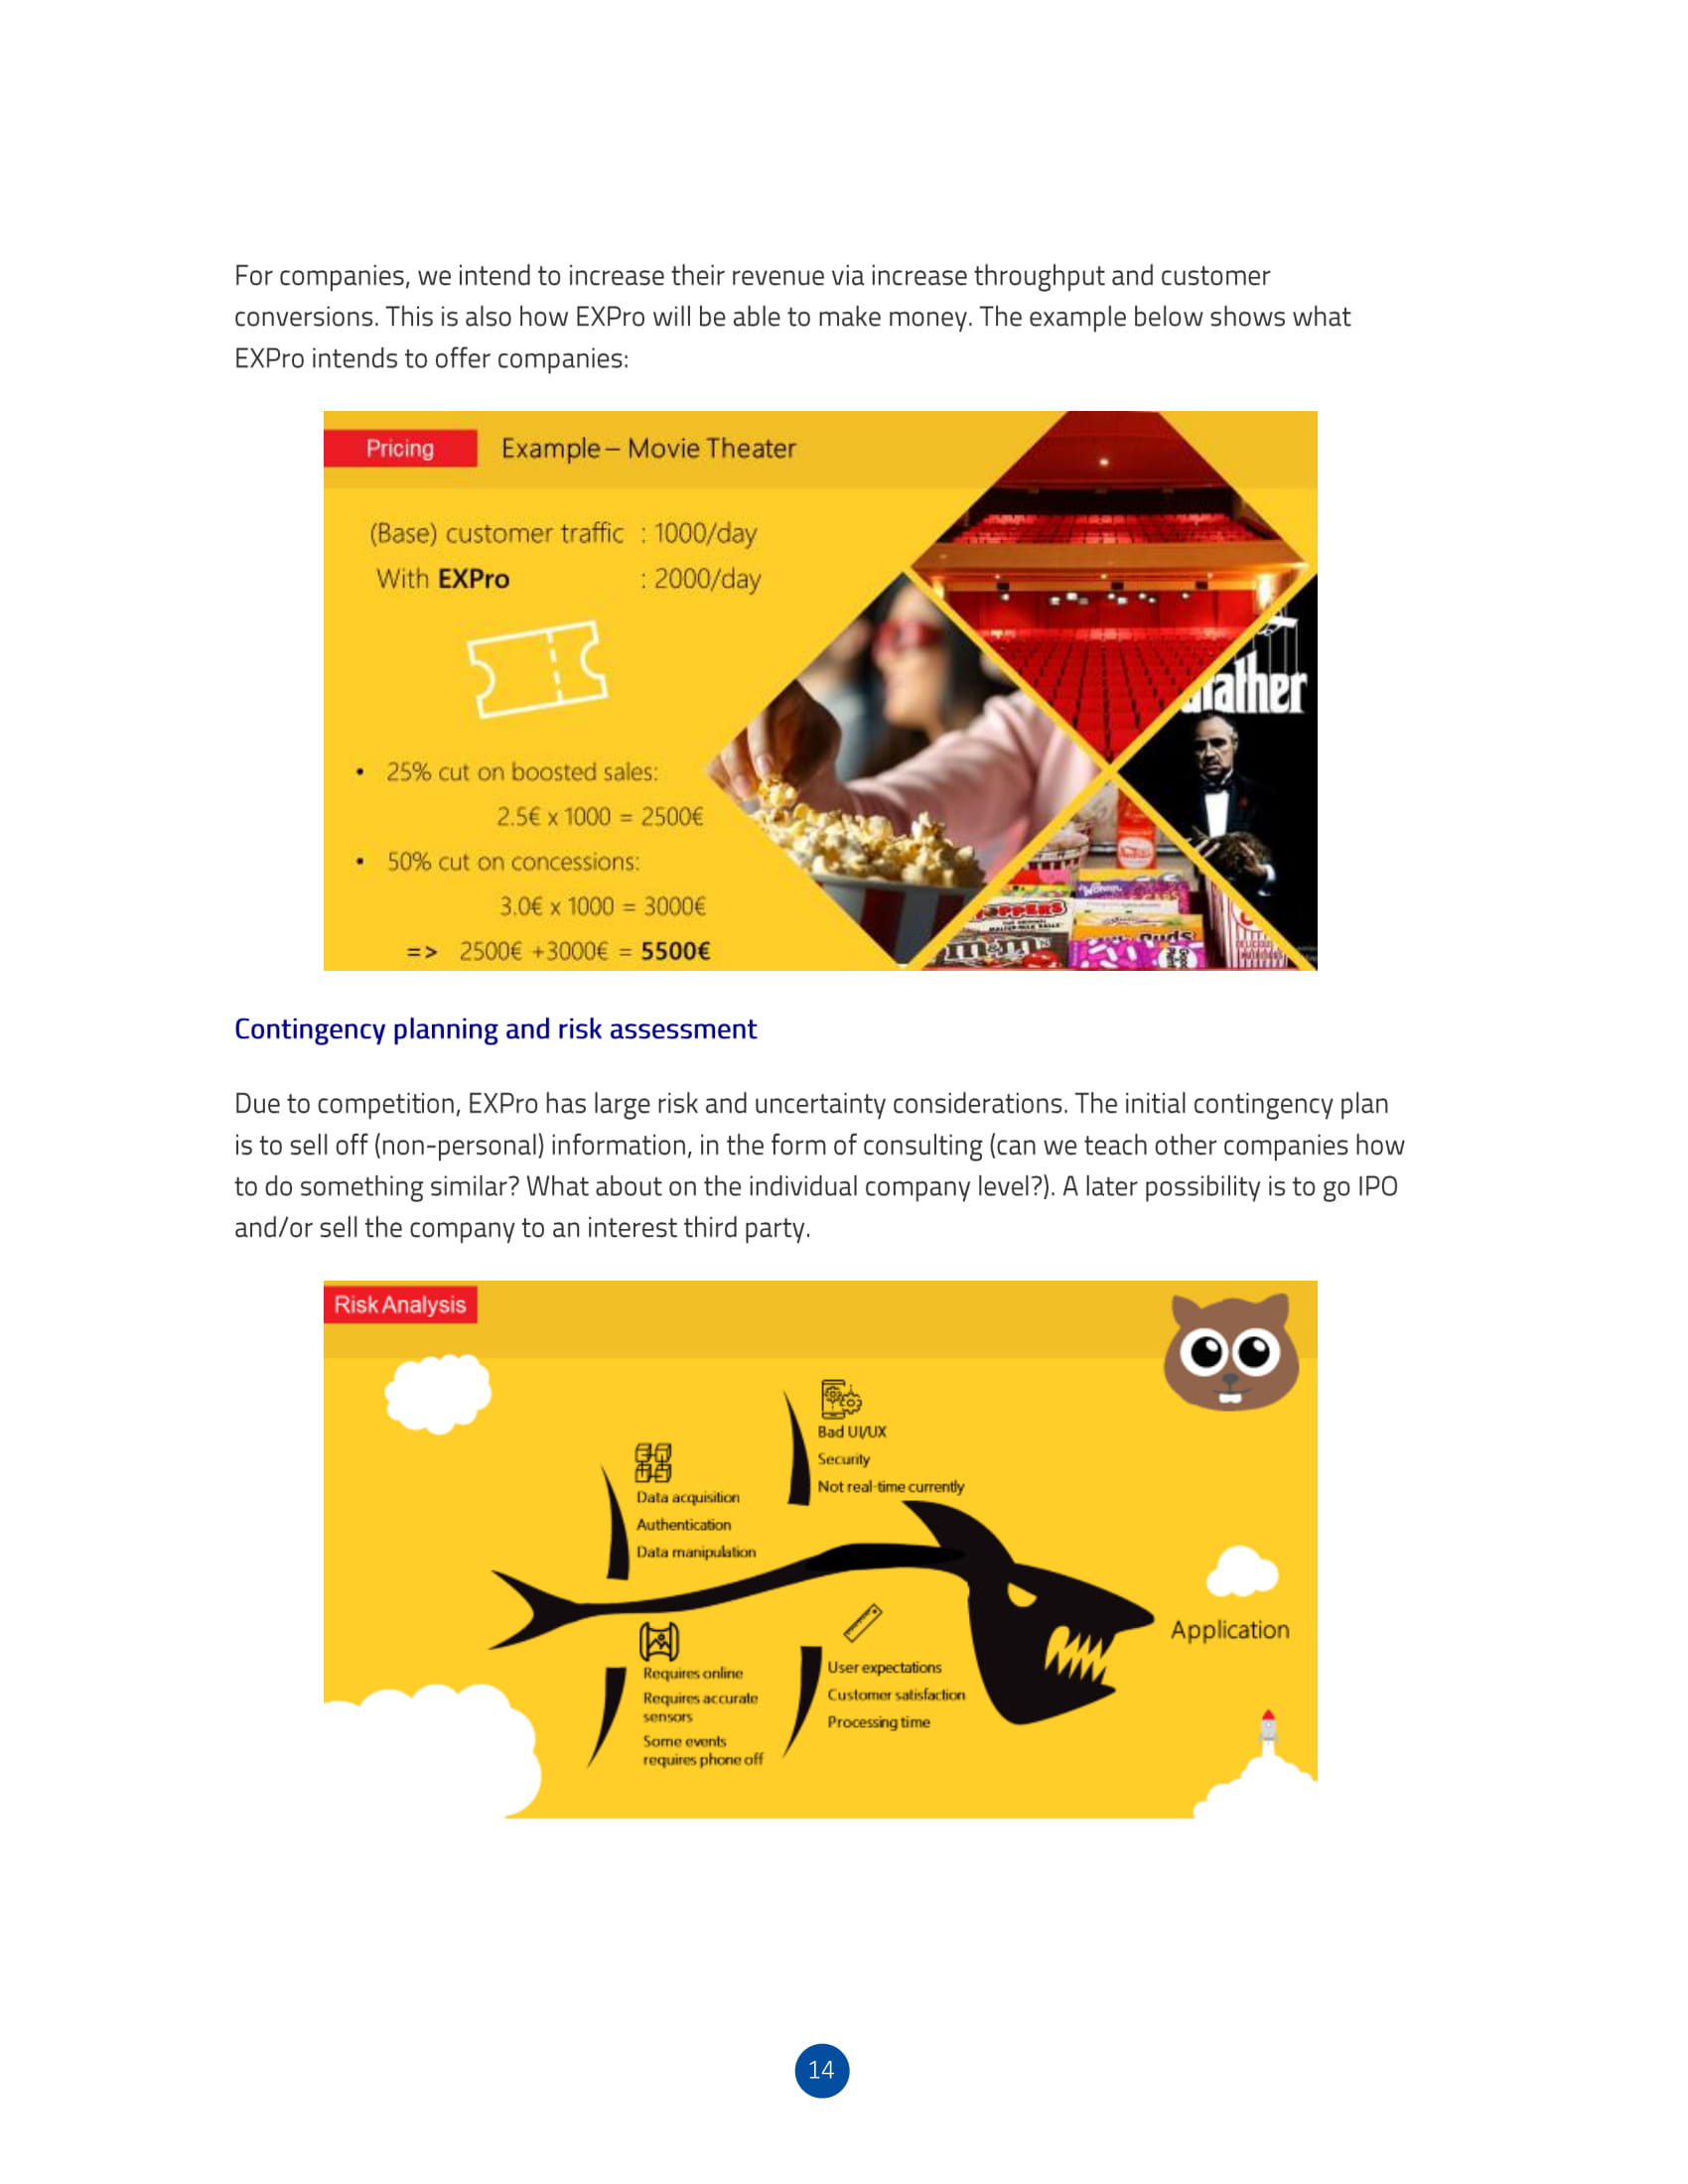 For companies, we intend to increase their revenue via increase throughput and customer
conversions. This is also how EXPro will be able to make money. The example below shows what
EXPro intends to offer companies:
Pricing
Example – Movie Theater
(Base) customer traffic : 1000/day
With EXPro : 2000/day
• 25% cut on boosted sales:
2.5€ x 1000 = 2500€
• 50% cut on concessions:
3.0€ x 1000 = 3000€
=> 2500€ +3000€ = 5500€
ather
OPPERS
m&m's
Contingency planning and risk assessment
Due to competition, EXPro has large risk and uncertainty considerations. The initial contingency plan
is to sell off (non-personal) information, in the form of consulting (can we teach other companies how
to do something similar? What about on the individual company level?). A later possibility is to go IPO
and/or sell the company to an interest third party.
Risk Analysis
Bad UI/UX
Security
Not real-time currently
Data acquisition
Authentication
Data manipulation
Application
Requires online
Requires accurate
sensors
Some events
requires phone off
User expectations
Customer satisfaction
Processing time
14